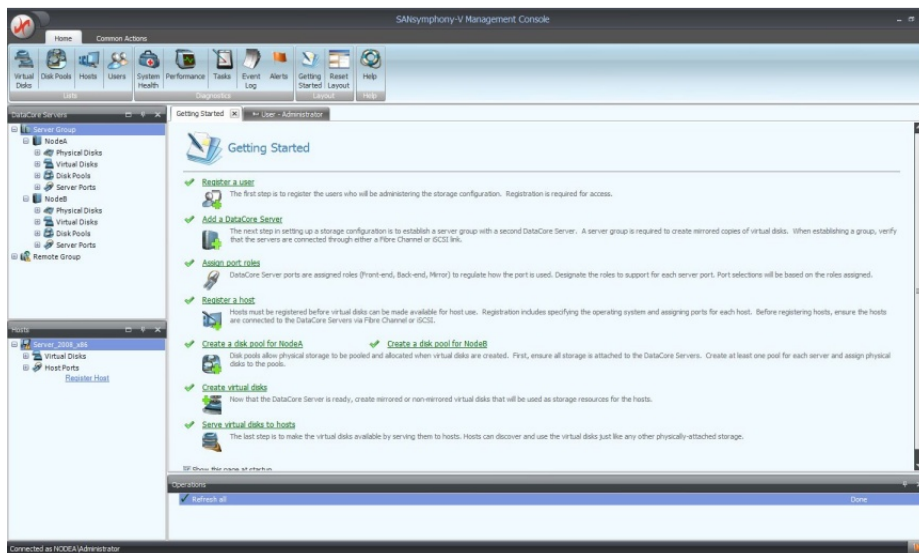 SANsymphony-V Management Console
Home Common Actions
Virtual Disks Disk Pools Hosts Users System Health Performance Tasks Event Log Alerts Getting Started Reset Layout Help
Lists Diagnostics Layout Help
DataCore Servers
Server Group
NodeA
Physical Disks
Virtual Disks
Disk Pools
Server Ports
NodeB
Physical Disks
Virtual Disks
Disk Pools
Server Ports
Remote Group
Hosts
Server_2008_x86
Virtual Disks
Host Ports
Register Host
Getting Started User - Administrator
Getting Started
Register a user
The first step is to register the users who will be administering the storage configuration. Registration is required for access.
Add a DataCore Server
The next step in setting up a storage configuration is to establish a server group with a second DataCore Server. A server group is required to create mirrored copies of virtual disks. When establishing a group, verify
that the servers are connected through either a Fibre Channel or iSCSI link.
Assign port roles
DataCore Server ports are assigned roles (Front-end, Back-end, Mirror) to regulate how the port is used. Designate the roles to support for each server port. Port selections will be based on the roles assigned.
Register a host
Hosts must be registered before virtual disks can be made available for host use. Registration includes specifying the operating system and assigning ports for each host. Before registering hosts, ensure the hosts
are connected to the DataCore Servers via Fibre Channel or iSCSI.
Create a disk pool for NodeA Create a disk pool for NodeB
Disk pools allow physical storage to be pooled and allocated when virtual disks are created. First, ensure all storage is attached to the DataCore Servers. Create at least one pool for each server and assign physical
disks to the pools.
Create virtual disks
Now that the DataCore Server is ready, create mirrored or non-mirrored virtual disks that will be used as storage resources for the hosts.
Serve virtual disks to hosts
The last step is to make the virtual disks available by serving them to hosts. Hosts can discover and use the virtual disks just like any other physically-attached storage.
Show this page at startup
Operations
Refresh all Done
Connected as NODEA\Administrator